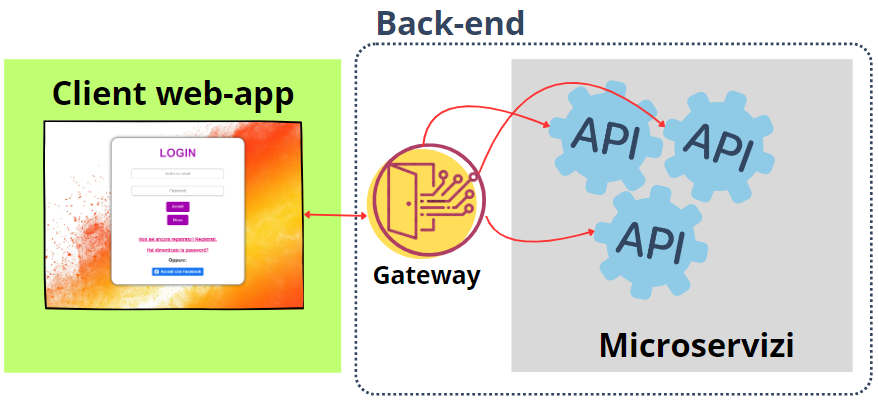 Back-end
Client web-app
LOGIN
Indirizzo email
Password
Accedi
Mostra
Non sei ancora registrato? Registrati.
Hai dimenticato la password?
Oppure:
Accedi con Facebook
Gateway
API
API
API
Microservizi